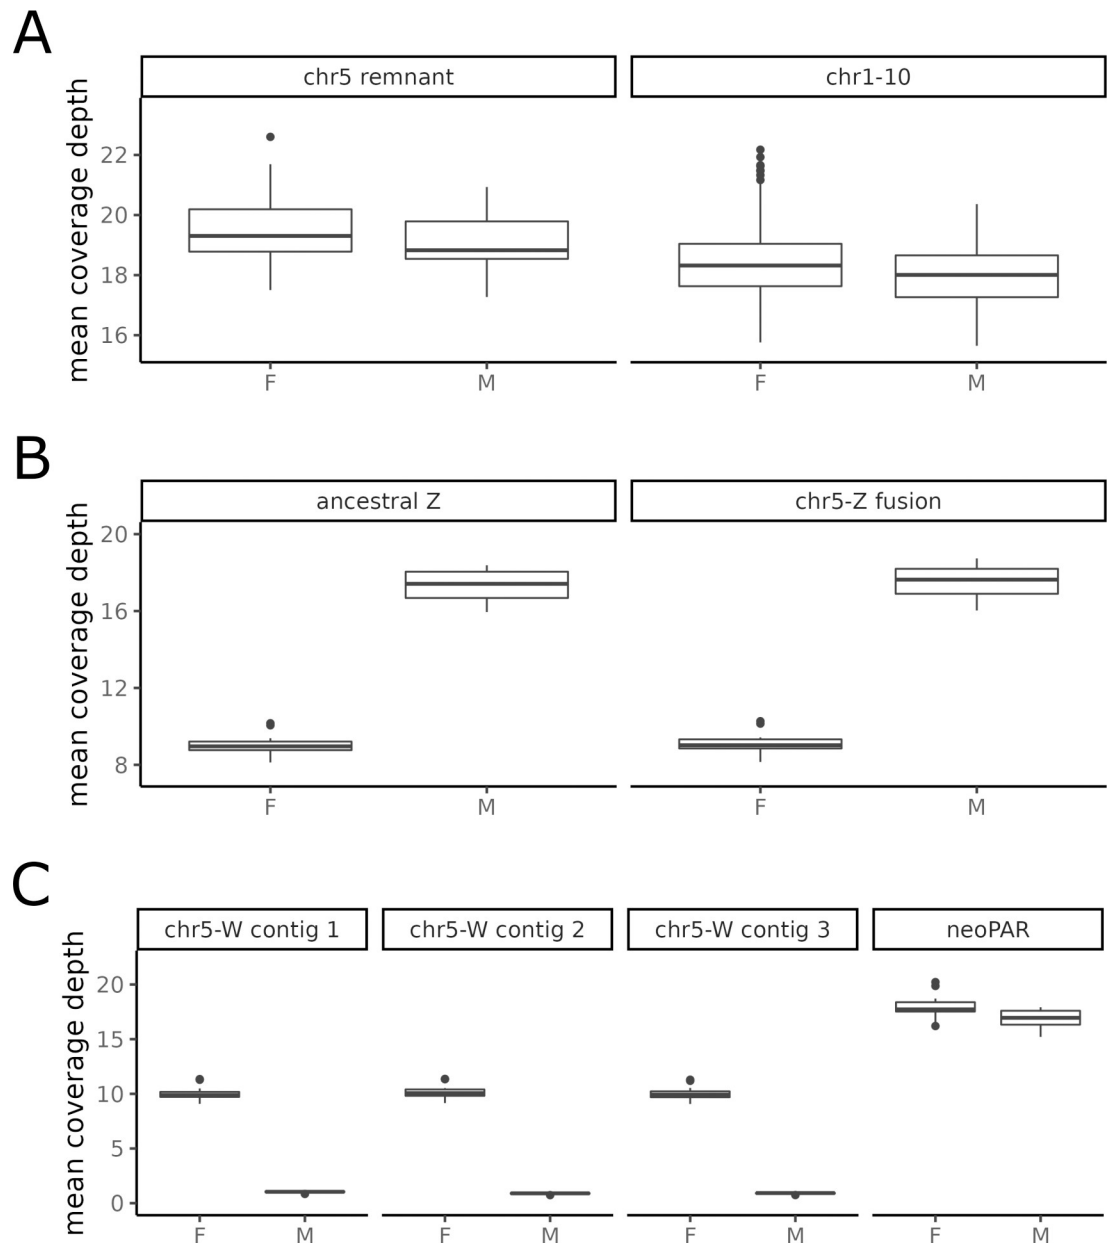 A
chr5 remnant
chr1-10
mean coverage depth
22
20
18
16
F
M
F
M
B
ancestral Z
chr5-Z fusion
mean coverage depth
20
16
12
8
F
M
F
M
C
chr5-W contig 1
chr5-W contig 2
chr5-W contig 3
neoPAR
mean coverage depth
20
15
10
5
0
F
M
F
M
F
M
F
M